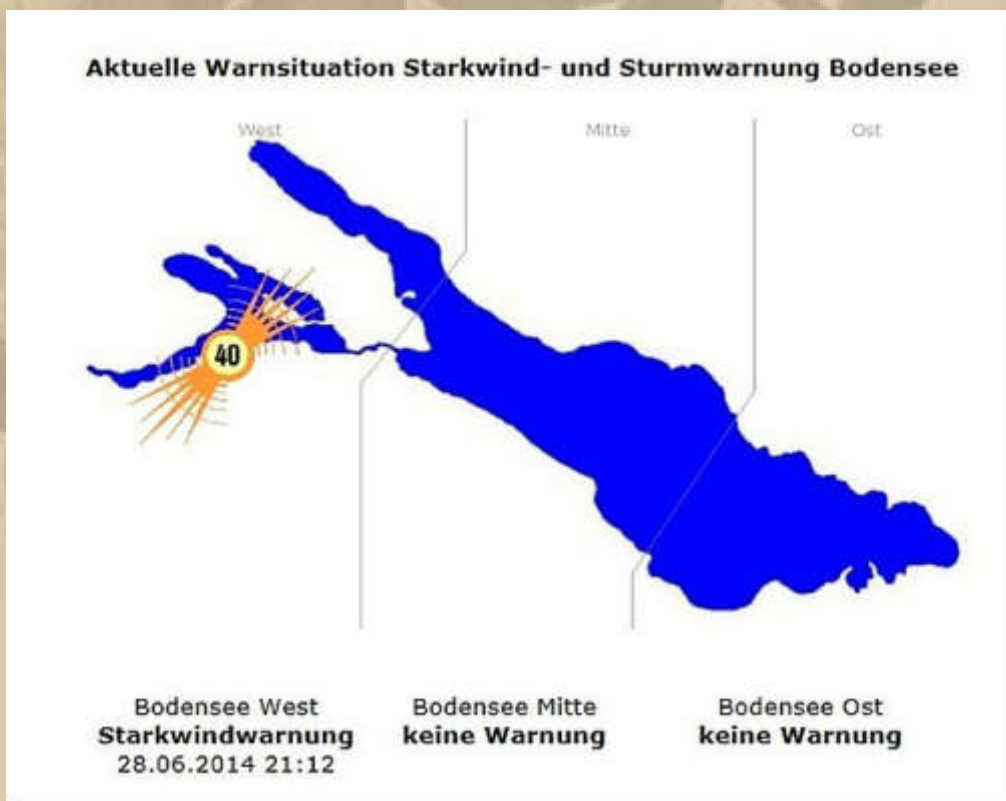 Aktuelle Warnsituation Starkwind- und Sturmwarnung Bodensee
West
Mitte
Ost
40
Bodensee West
Starkwindwarnung
28.06.2014 21:12
Bodensee Mitte
keine Warnung
Bodensee Ost
keine Warnung